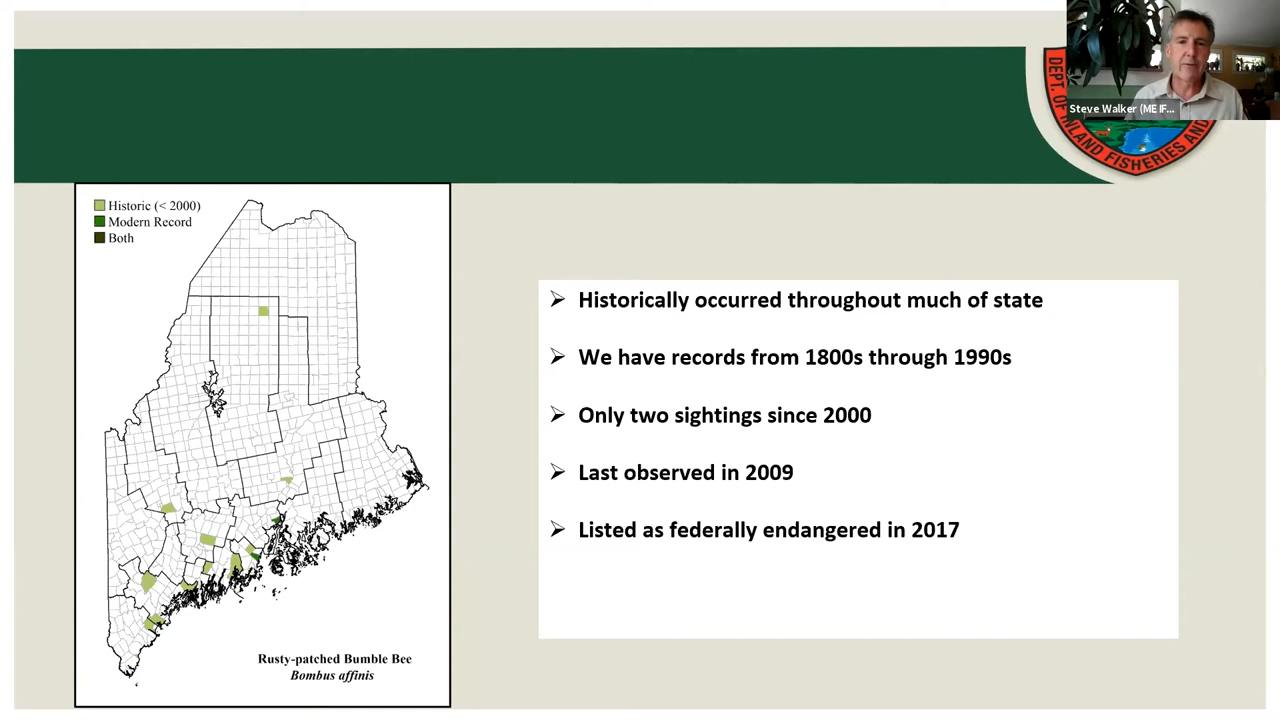 DEPT. OF INLAND FISHERIES AND
Steve Walker (ME IF...
Historic (< 2000)
Modern Record
Both
Rusty-patched Bumble Bee
Bombus affinis
Historically occurred throughout much of state
We have records from 1800s through 1990s
Only two sightings since 2000
Last observed in 2009
Listed as federally endangered in 2017